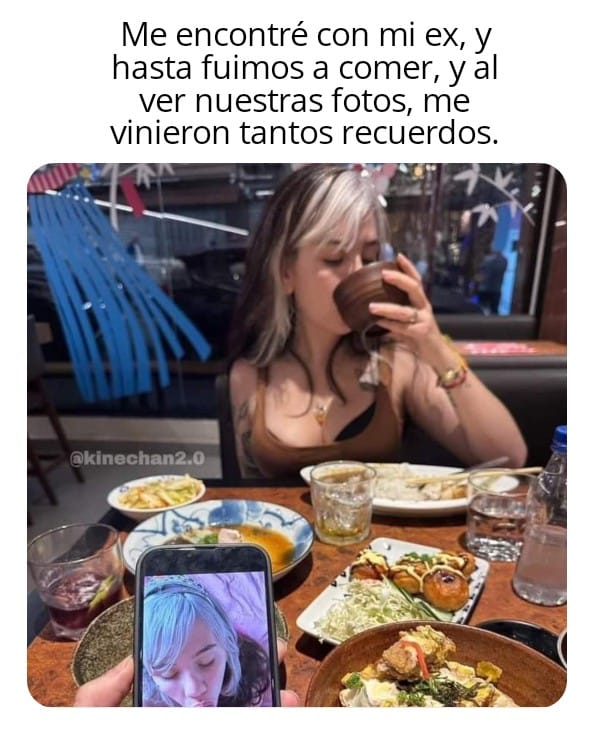 Me encontré con mi ex, y
hasta fuimos a comer, y al
ver nuestras fotos, me
vinieron tantos recuerdos.
@kinechan2.0